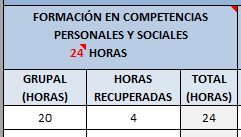 FORMACIÓN EN COMPETENCIAS
PERSONALES Y SOCIALES
24 HORAS
GRUPAL (HORAS) HORAS RECUPERADAS TOTAL (HORAS)
20 4 24